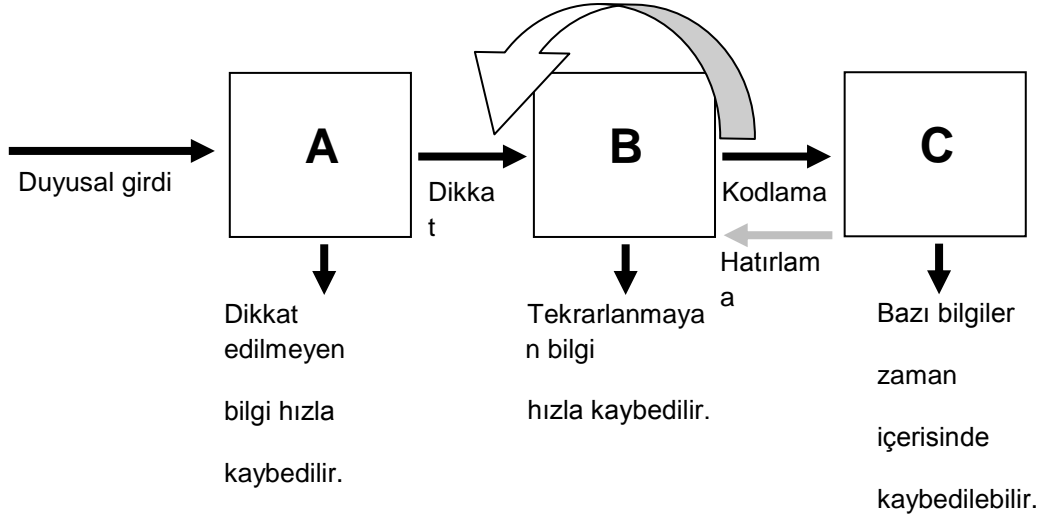 A
B
C
Duyusal girdi
Dikka
t
Kodlama
Hatırlam
a
Dikkat
edilmeyen
bilgi hızla
kaybedilir.
Tekrarlanmaya
n bilgi
hızla kaybedilir.
Bazı bilgiler
zaman
içerisinde
kaybedilebilir.